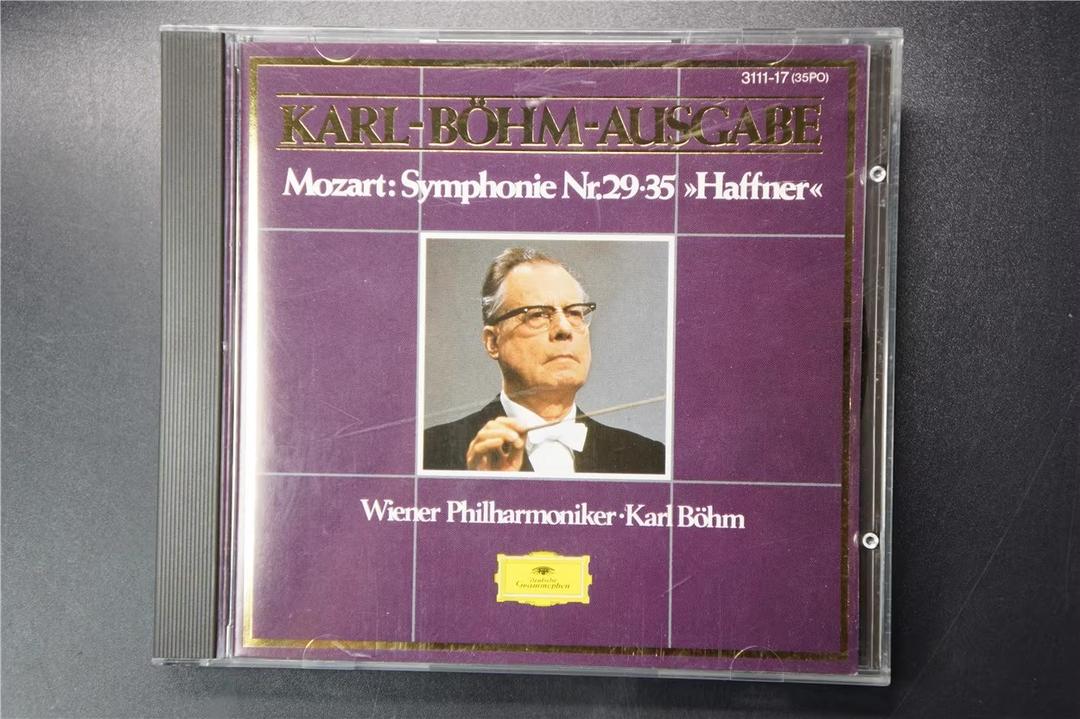 3111-17 (35PO)
KARL-BÖHM-AUSGABE
Mozart: Symphonie Nr.29·35 »Haffner«
Wiener Philharmoniker·Karl Böhm
Deutsche
Grammophon